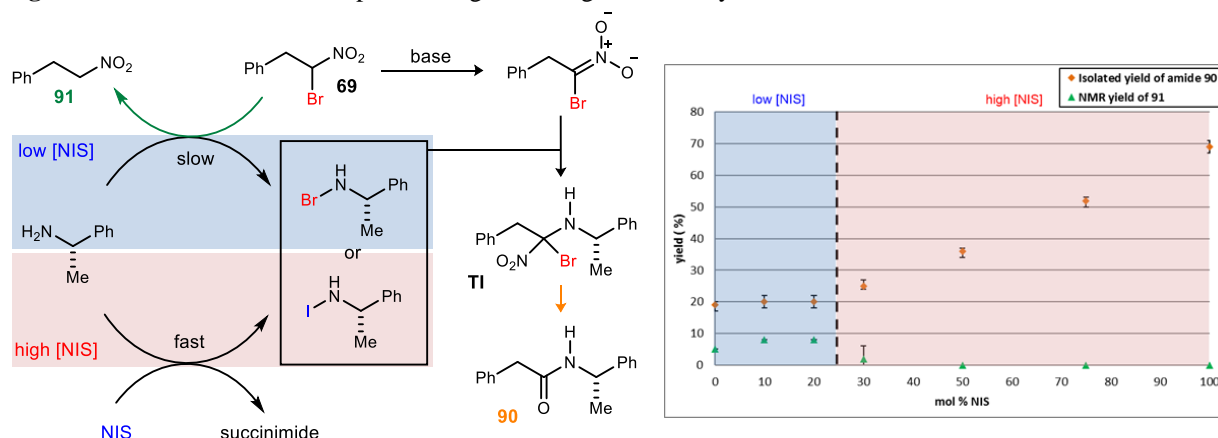 Ph
NO2
91
Ph
NO2
Br
69
base
O−
N+
O−
Ph
Br
low [NIS]
slow
H2N
Ph
Me
H
N
Br
Ph
Me
or
H
N
I
Ph
Me
high [NIS]
fast
NIS
succinimide
H
Ph
N
Ph
O2N
Br
Me
TI
H
Ph
N
Ph
O
Me
90
low [NIS]
high [NIS]
Isolated yield of amide 90
NMR yield of 91
yield (%)
80
70
60
50
40
30
20
10
0
0 10 20 30 40 50 60 70 80 90 100
mol % NIS